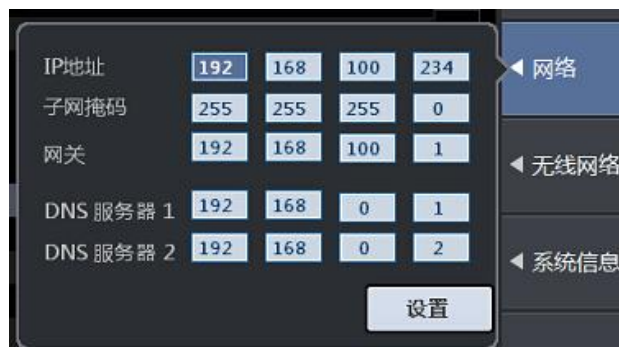 IP地址 192 168 100 234
子网掩码 255 255 255 0
网关 192 168 100 1
DNS 服务器 1 192 168 0 1
DNS 服务器 2 192 168 0 2
设置
网络
无线网络
系统信息